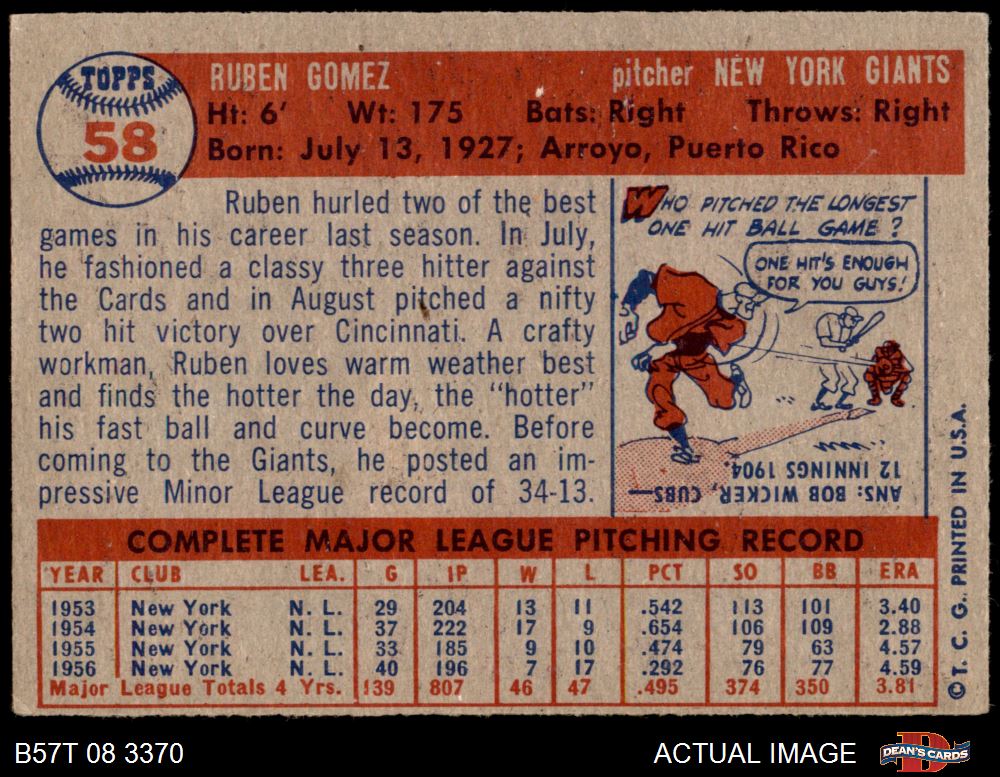 TOPPS
58
RUBEN GOMEZ pitcher NEW YORK GIANTS
Ht: 6' Wt: 175 Bats: Right Throws: Right
Born: July 13, 1927; Arroyo, Puerto Rico
Ruben hurled two of the best
games in his career last season. In July,
he fashioned a classy three hitter against
the Cards and in August pitched a nifty
two hit victory over Cincinnati. A crafty
workman, Ruben loves warm weather best
and finds the hotter the day, the "hotter"
his fast ball and curve become. Before
coming to the Giants, he posted an im-
pressive Minor League record of 34-13.
WHO PITCHED THE LONGEST
ONE HIT BALL GAME?
ONE HIT'S ENOUGH
FOR YOU GUYS!
ANS: BOB WICKER, CUBS—
12 INNINGS 1904.
COMPLETE MAJOR LEAGUE PITCHING RECORD
YEAR CLUB LEA. G IP W L PCT SO BB ERA
1953 New York N. L. 29 204 13 11 .542 113 101 3.40
1954 New York N. L. 37 222 17 9 .654 106 109 2.88
1955 New York N. L. 33 185 9 10 .474 79 63 4.57
1956 New York N. L. 40 196 7 17 .292 76 77 4.59
Major League Totals 4 Yrs. 139 807 46 47 .495 374 350 3.81
©T. C. G. PRINTED IN U.S.A.
B57T 08 3370 ACTUAL IMAGE
D
DEAN'S CARDS